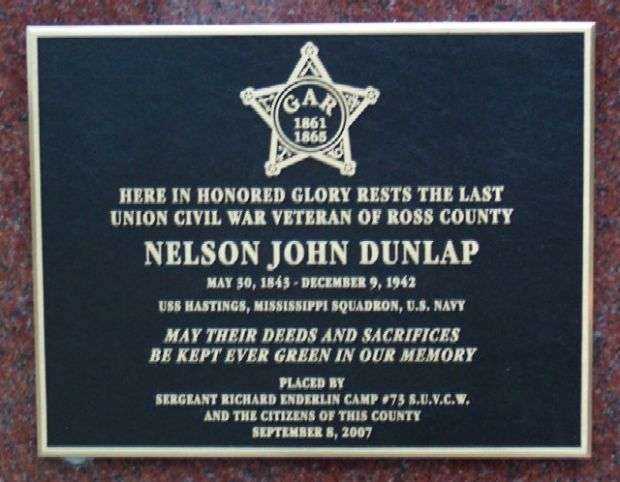 GAR
1861
1865
HERE IN HONORED GLORY RESTS THE LAST
UNION CIVIL WAR VETERAN OF ROSS COUNTY
NELSON JOHN DUNLAP
MAY 30, 1843 - DECEMBER 9, 1942
USS HASTINGS, MISSISSIPPI SQUADRON, U.S. NAVY
MAY THEIR DEEDS AND SACRIFICES
BE KEPT EVER GREEN IN OUR MEMORY
PLACED BY
SERGEANT RICHARD ENDERLIN CAMP #73 S.U.V.C.W.
AND THE CITIZENS OF THIS COUNTY
SEPTEMBER 8, 2007